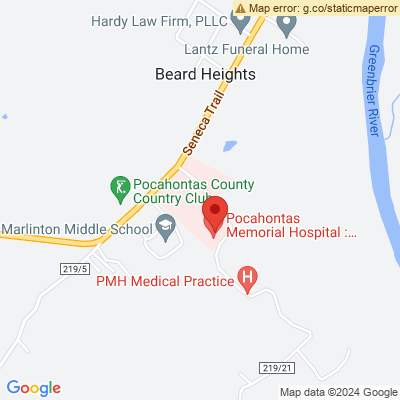 Map error: g.co/staticmaperror
Hardy Law Firm, PLLC
Lantz Funeral Home
Beard Heights
Greenbrier River
Seneca Trail
Pocahontas County
Country Club
Marlinton Middle School
Pocahontas
Memorial Hospital :...
219/5
PMH Medical Practice
H
219/21
Google
Map data ©2024 Google